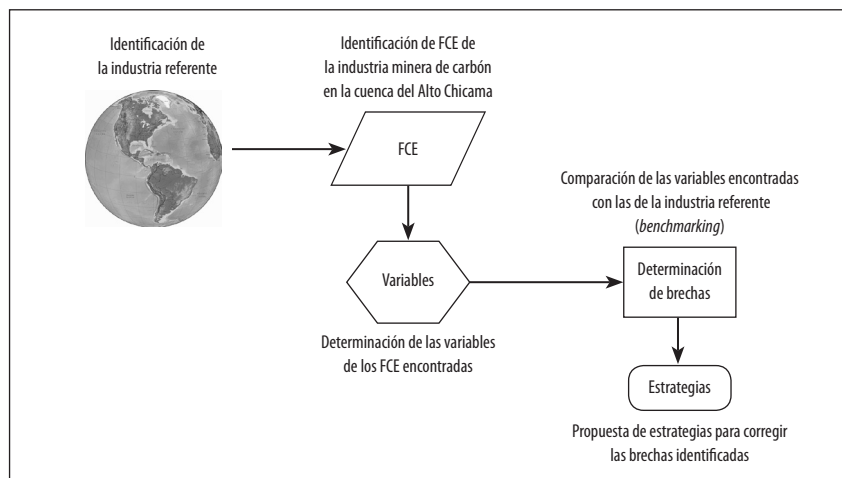 Identificación de
la industria referente
Identificación de FCE de
la industria minera de carbón
en la cuenca del Alto Chicama
FCE
Comparación de las variables encontradas
con las de la industria referente
(benchmarking)
Variables
Determinación
de brechas
Determinación de las variables
de los FCE encontradas
Estrategias
Propuesta de estrategias para corregir
las brechas identificadas